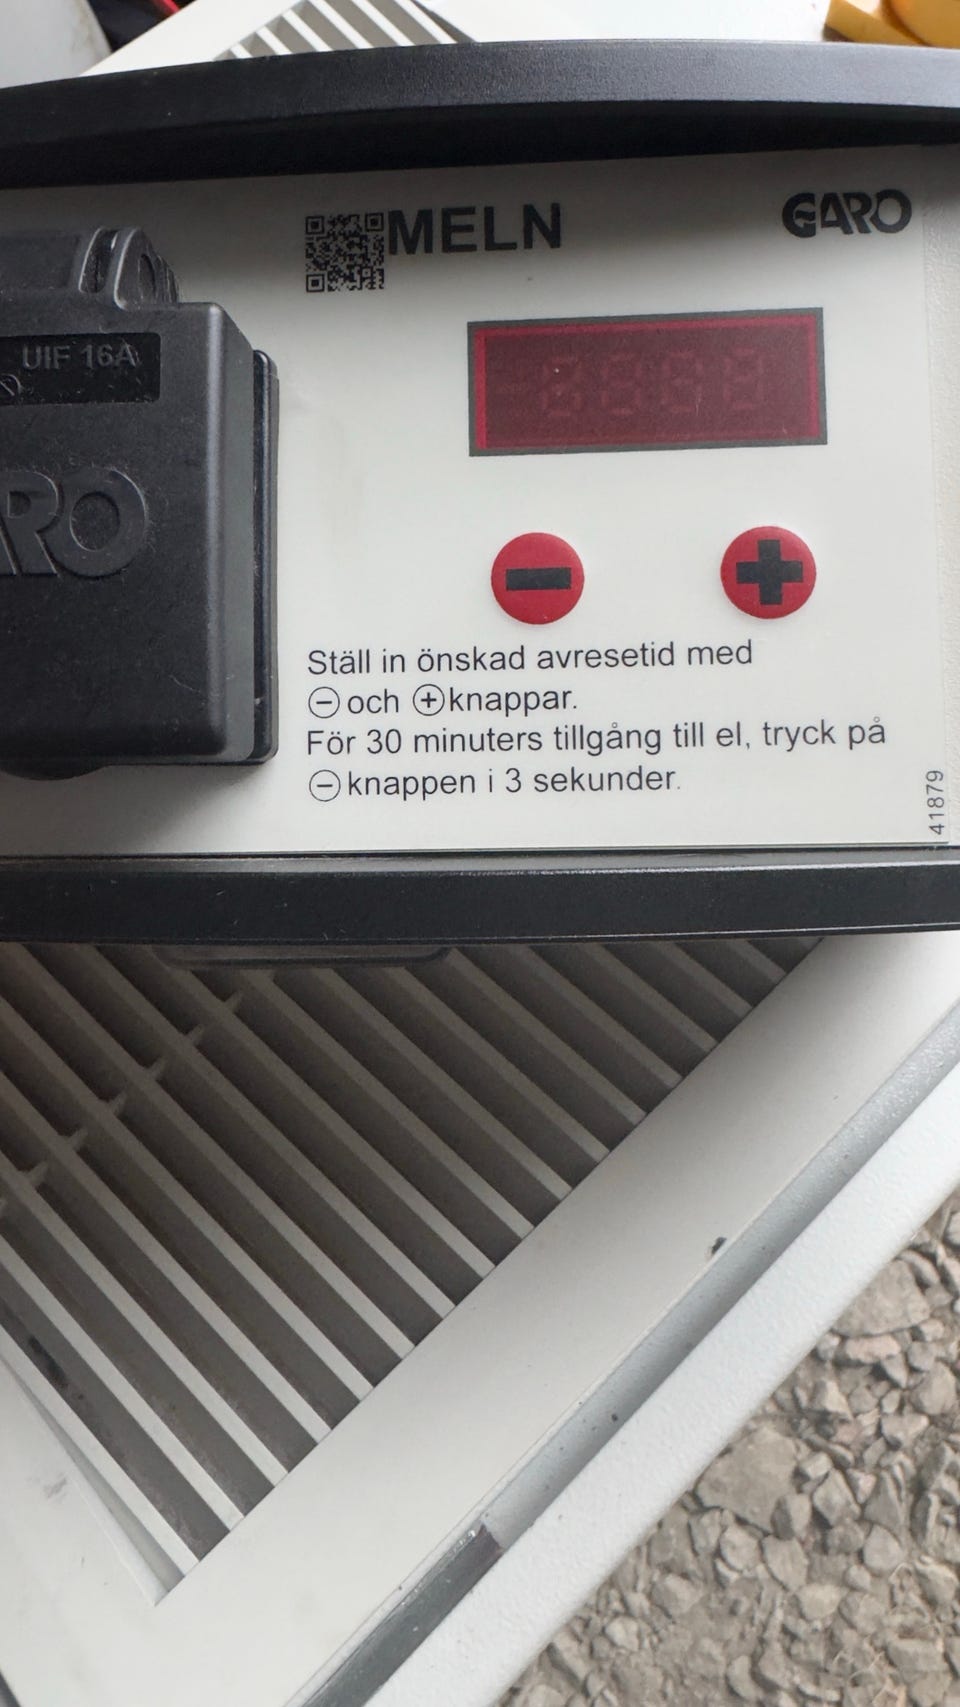 MELN
GARO
UIF 16A
ARO
Ställ in önskad avresetid med
⊖ och ⊕ knappar.
För 30 minuters tillgång till el, tryck på
⊖ knappen i 3 sekunder.
41879